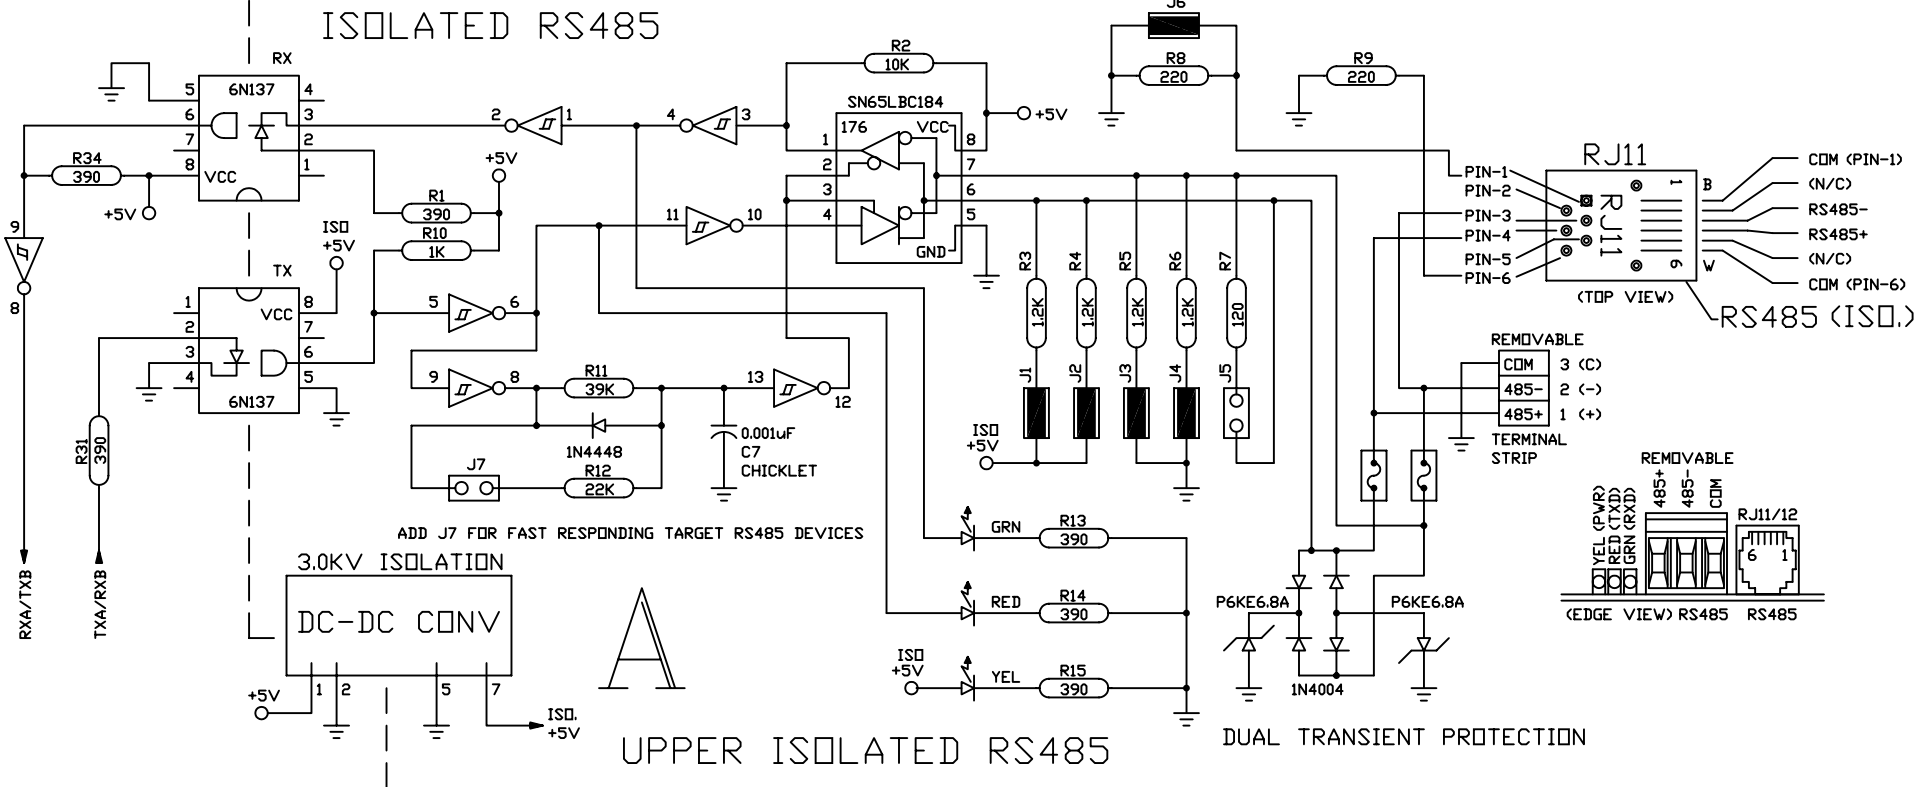 ISOLATED RS485
J6
RX
6N137
5
6
7
8
VCC
4
3
2
1
R34
390
+5V
9
8
ISO
+5V
TX
6N137
1
2
3
4
VCC
8
7
6
5
R31
390
RXA/TXB
TXA/RXB
+5V
R1
390
R10
1K
2
1
4
3
R2
10K
SN65LBC184
176
VCC
GND
1
2
3
4
8
7
6
5
+5V
11
10
5
6
9
8
R11
39K
13
12
1N4448
J7
R12
22K
0.001uF
C7
CHICKLET
ADD J7 FOR FAST RESPONDING TARGET RS485 DEVICES
3.0KV ISOLATION
DC-DC CONV
1
2
5
7
+5V
ISO.
+5V
A
UPPER ISOLATED RS485
R8
220
R9
220
R3
1.2K
R4
1.2K
R5
1.2K
R6
1.2K
R7
120
J1
J2
J3
J4
J5
ISO
+5V
GRN
R13
390
RED
R14
390
ISO
+5V
YEL
R15
390
P6KE6.8A
P6KE6.8A
1N4004
DUAL TRANSIENT PROTECTION
RJ11
PIN-1
PIN-2
PIN-3
PIN-4
PIN-5
PIN-6
RJ11
1
6
B
W
(TOP VIEW)
COM (PIN-1)
(N/C)
RS485-
RS485+
(N/C)
COM (PIN-6)
RS485 (ISO.)
REMOVABLE
COM
3 (C)
485-
2 (-)
485+
1 (+)
TERMINAL
STRIP
REMOVABLE
485+
485-
COM
YEL (PWR)
RED (TXD)
GRN (RXD)
RJ11/12
6
1
(EDGE VIEW)
RS485
RS485